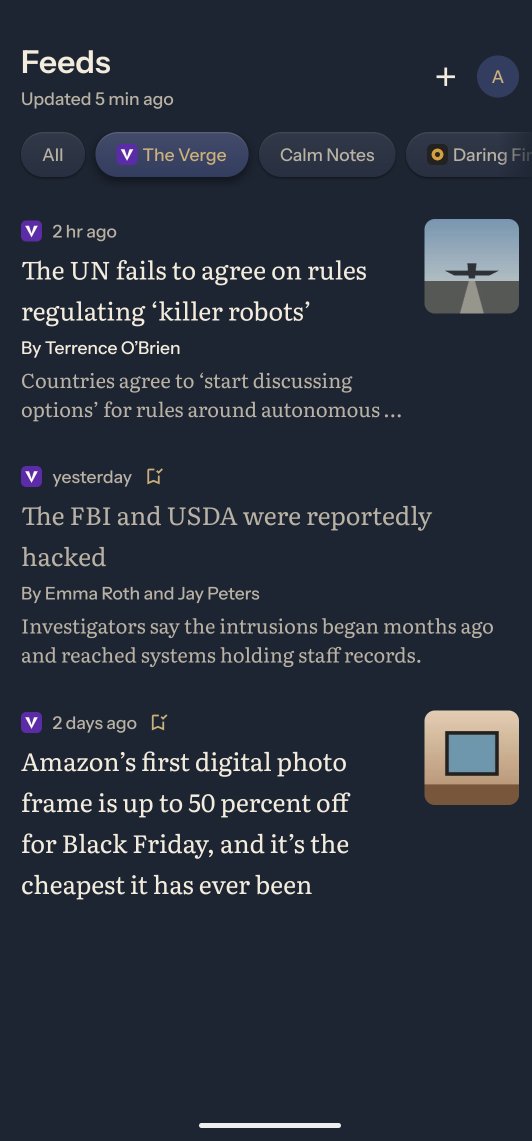 Feeds
Updated 5 min ago
A
All
The Verge
Calm Notes
Daring Fir
2 hr ago
The UN fails to agree on rules
regulating ‘killer robots’
By Terrence O’Brien
Countries agree to ‘start discussing
options’ for rules around autonomous …
yesterday
The FBI and USDA were reportedly
hacked
By Emma Roth and Jay Peters
Investigators say the intrusions began months ago
and reached systems holding staff records.
2 days ago
Amazon’s first digital photo
frame is up to 50 percent off
for Black Friday, and it’s the
cheapest it has ever been